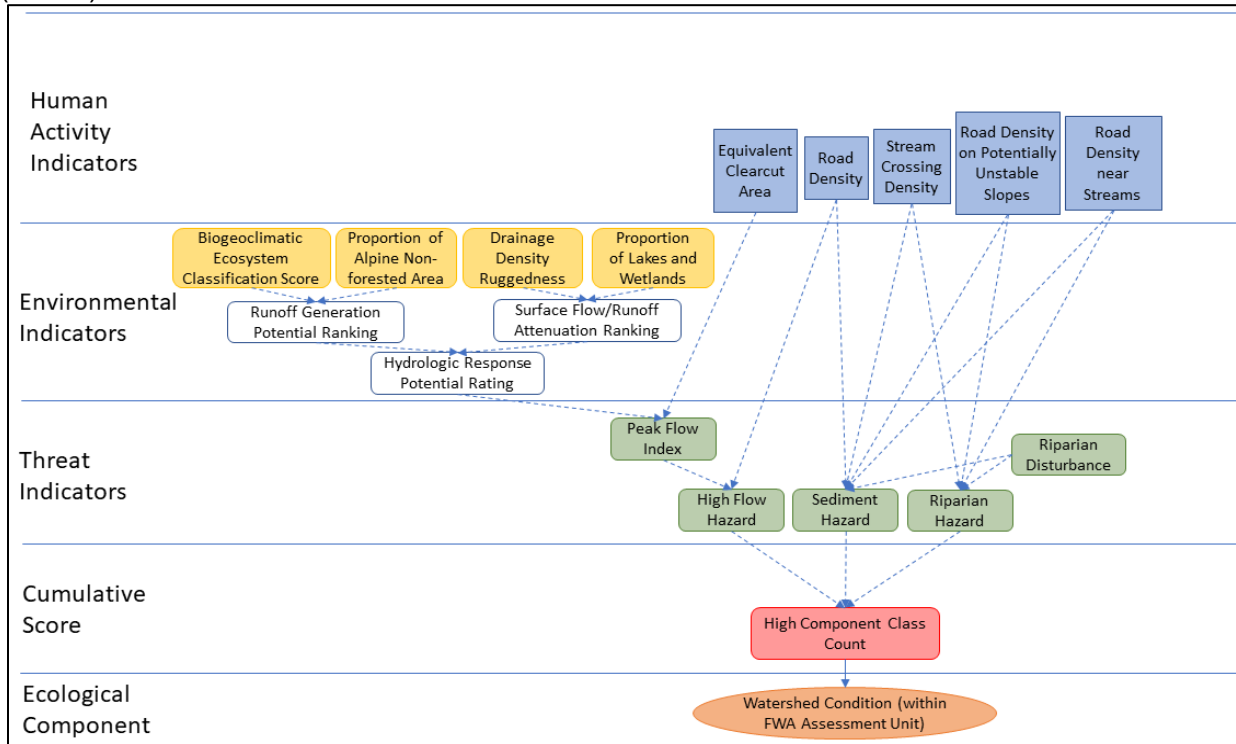 Human
Activity
Indicators
Equivalent
Clearcut
Area
Road
Density
Stream
Crossing
Density
Road Density
on Potentially
Unstable
Slopes
Road
Density
near
Streams
Environmental
Indicators
Biogeoclimatic
Ecosystem
Classification Score
Proportion of
Alpine Non-
forested Area
Drainage
Density
Ruggedness
Proportion
of Lakes and
Wetlands
Runoff Generation
Potential Ranking
Surface Flow/Runoff
Attenuation Ranking
Hydrologic Response
Potential Rating
Threat
Indicators
Peak Flow
Index
Riparian
Disturbance
High Flow
Hazard
Sediment
Hazard
Riparian
Hazard
Cumulative
Score
High Component Class
Count
Ecological
Component
Watershed Condition (within
FWA Assessment Unit)